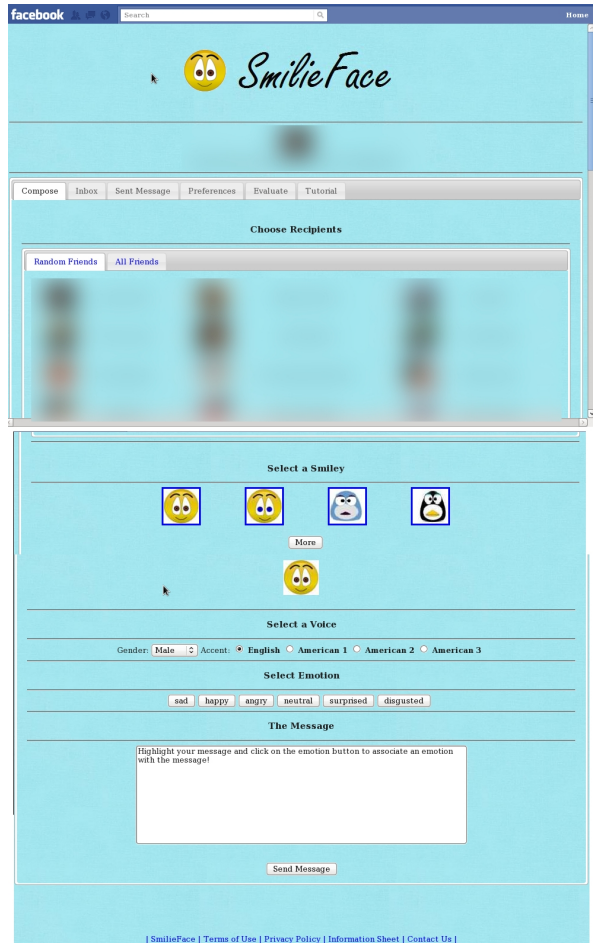 facebook Search Home
SmilieFace
Compose Inbox Sent Message Preferences Evaluate Tutorial
Choose Recipients
Random Friends All Friends
Select a Smiley
More
Select a Voice
Gender: Male Accent: English American 1 American 2 American 3
Select Emotion
sad happy angry neutral surprised disgusted
The Message
Highlight your message and click on the emotion button to associate an emotion
with the message!
Send Message
| SmilieFace | Terms of Use | Privacy Policy | Information Sheet | Contact Us |